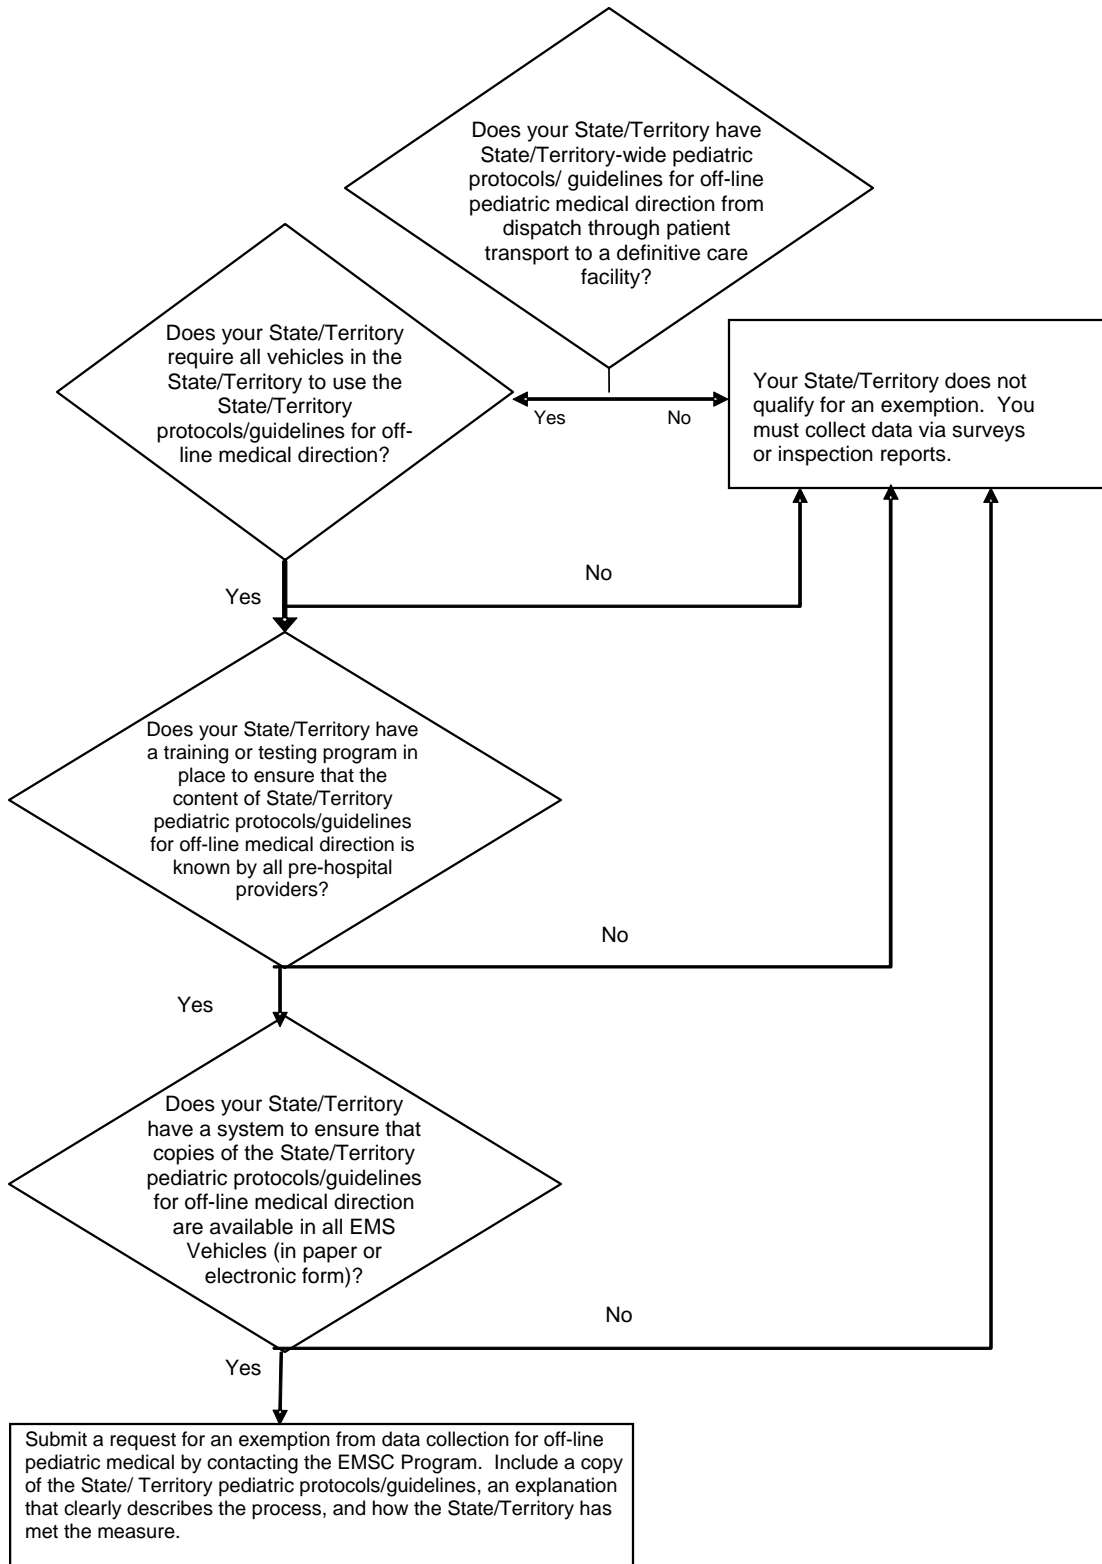 Does your State/Territory have
State/Territory-wide pediatric
protocols/ guidelines for off-line
pediatric medical direction from
dispatch through patient
transport to a definitive care
facility?
Does your State/Territory
require all vehicles in the
State/Territory to use the
State/Territory
protocols/guidelines for off-
line medical direction?
Yes
No
Your State/Territory does not
qualify for an exemption.  You
must collect data via surveys
or inspection reports.
Yes
No
Does your State/Territory have
a training or testing program in
place to ensure that the
content of State/Territory
pediatric protocols/guidelines
for off-line medical direction is
known by all pre-hospital
providers?
No
Yes
Does your State/Territory
have a system to ensure that
copies of the State/Territory
pediatric protocols/guidelines
for off-line medical direction
are available in all EMS
Vehicles (in paper or
electronic form)?
No
Yes
Submit a request for an exemption from data collection for off-line
pediatric medical by contacting the EMSC Program.  Include a copy
of the State/ Territory pediatric protocols/guidelines, an explanation
that clearly describes the process, and how the State/Territory has
met the measure.